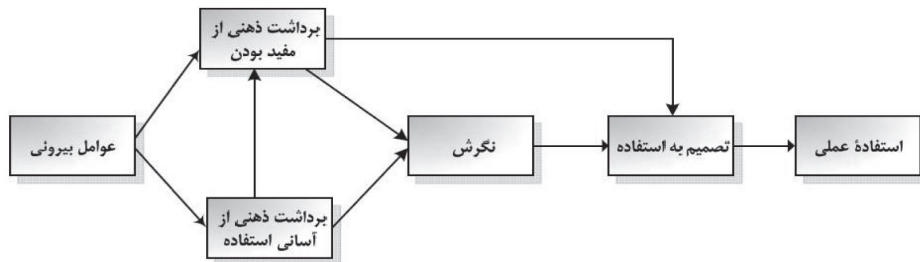 برداشت ذهنی از
مفید بودن
عوامل بیرونی
نگرش
تصمیم به استفاده
استفادهٔ عملی
برداشت ذهنی از
آسانی استفاده